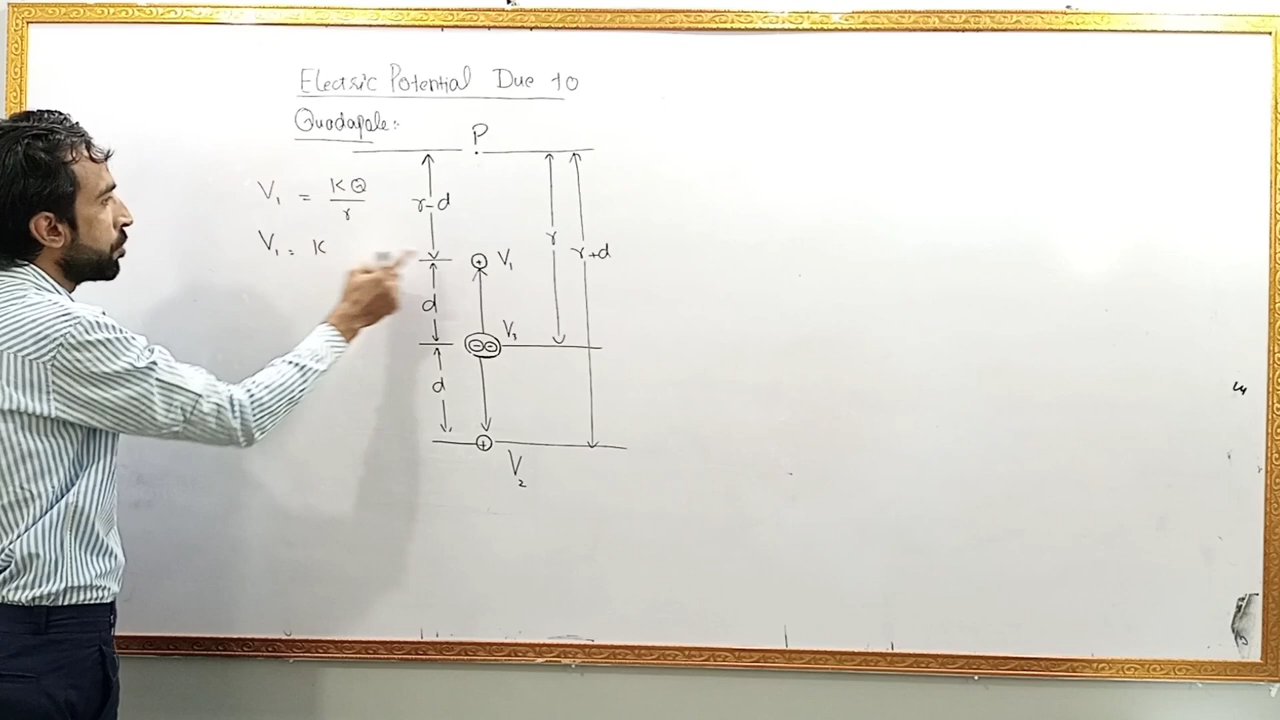 Electric Potential Due to
Quadapole:
P
V₁ = KQ/r
r-d
V₁ = K
r
r+d
+ V₁
d
V₃
--
d
+
V₂